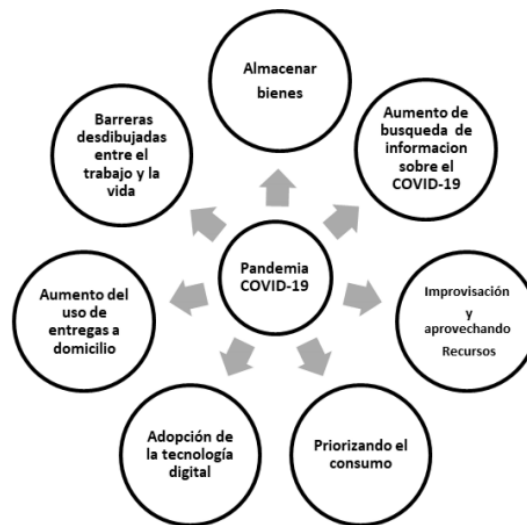 Almacenar
bienes
Aumento de
busqueda de
informacion
sobre el
COVID-19
Improvisación
y
aprovechando
Recursos
Priorizando el
consumo
Adopción de
la tecnología
digital
Aumento del
uso de
entregas a
domicilio
Barreras
desdibujadas
entre el
trabajo y la
vida
Pandemia
COVID-19